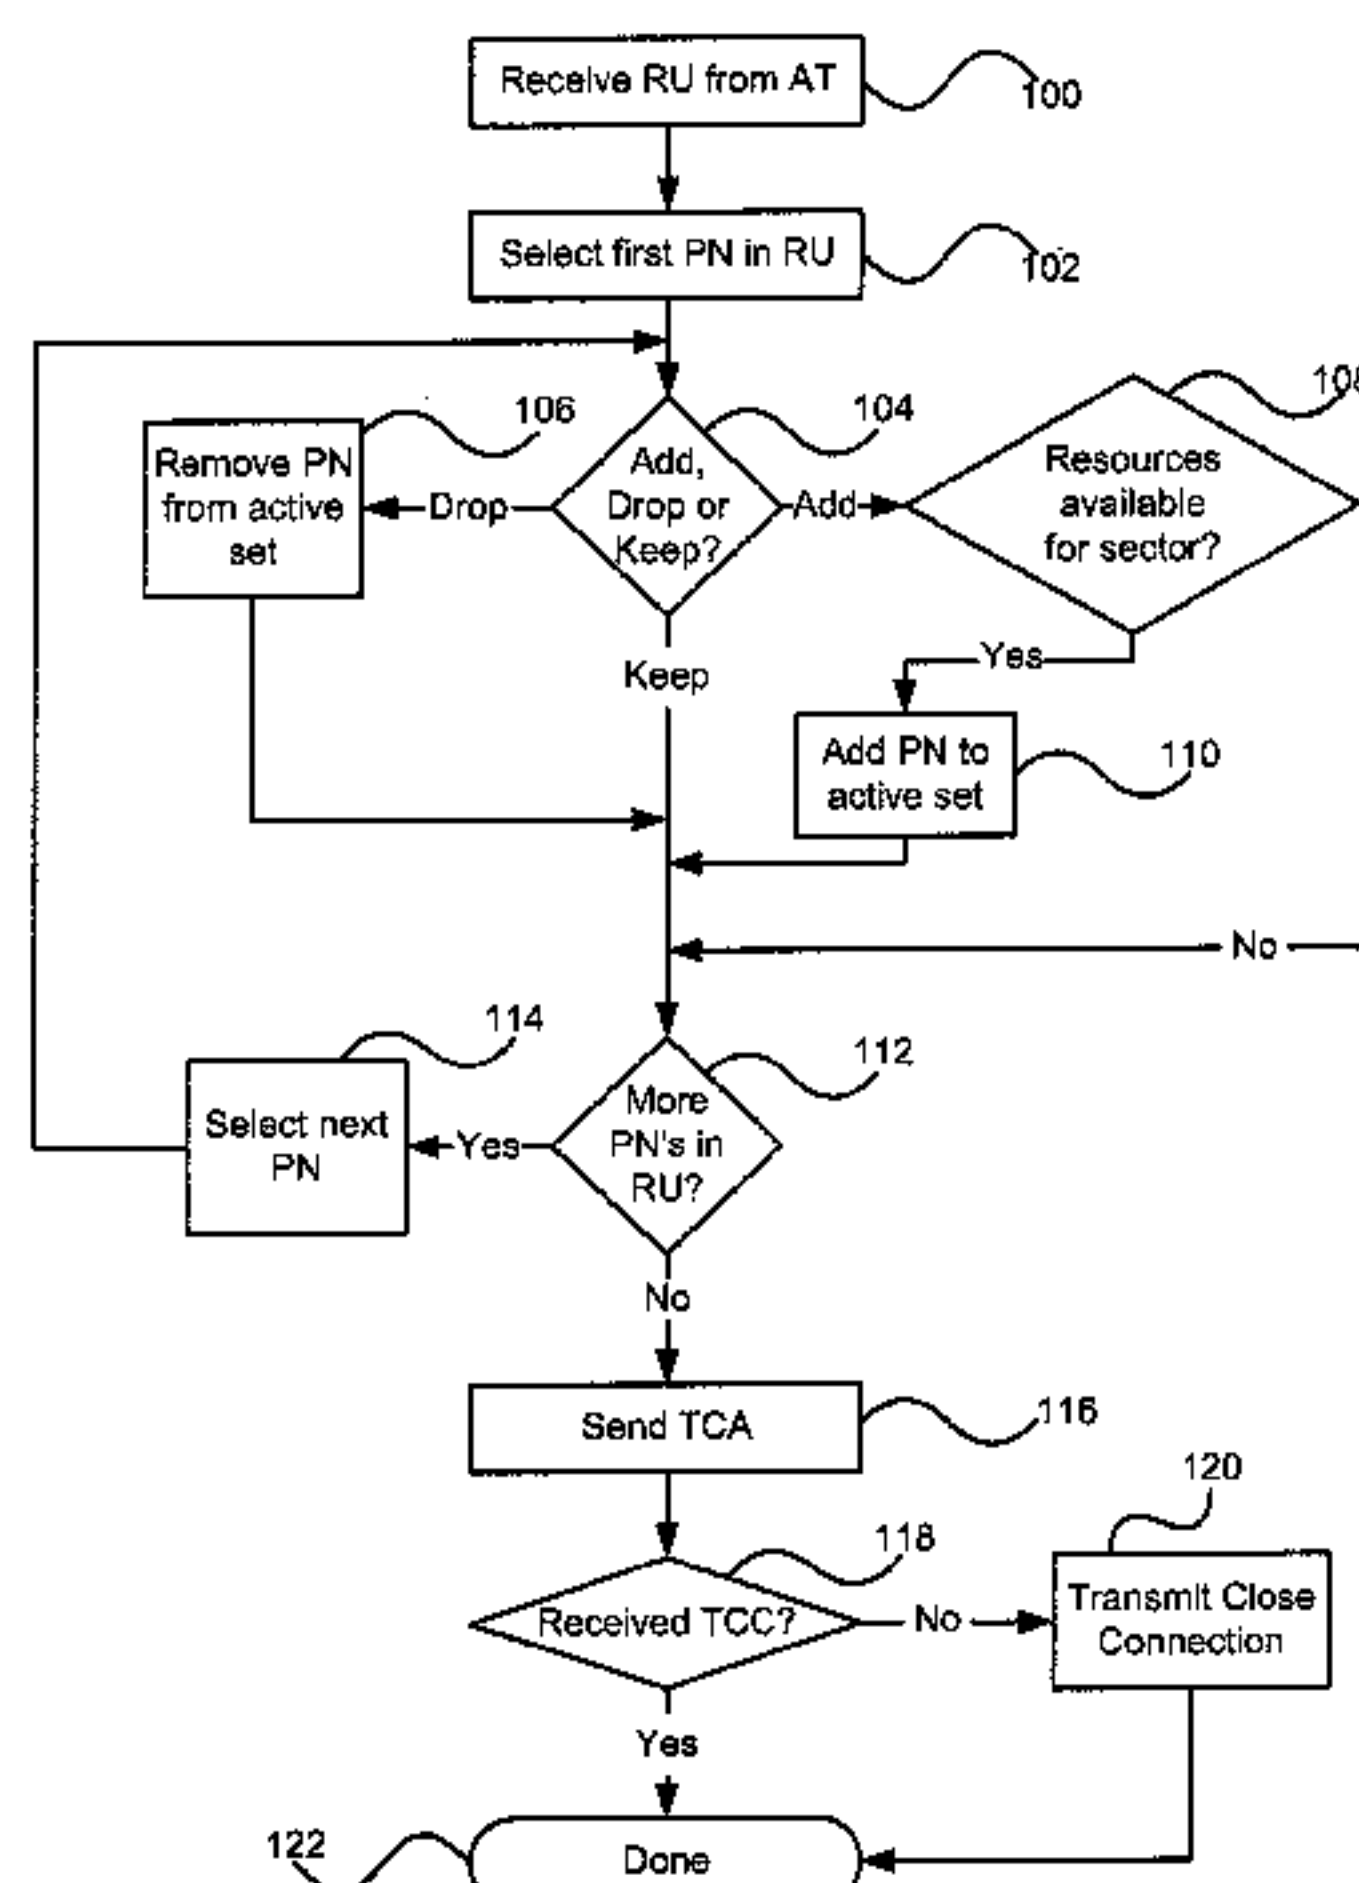 Receive RU from AT
100
Select first PN in RU
102
106
104
Remove PN
from active
set
Drop
Add,
Drop or
Keep?
Add
Resources
available
for sector?
Keep
Yes
Add PN to
active set
110
No
114
112
Select next
PN
Yes
More
PN's in
RU?
No
Send TCA
116
120
118
Received TCC?
No
Transmit Close
Connection
Yes
122
Done